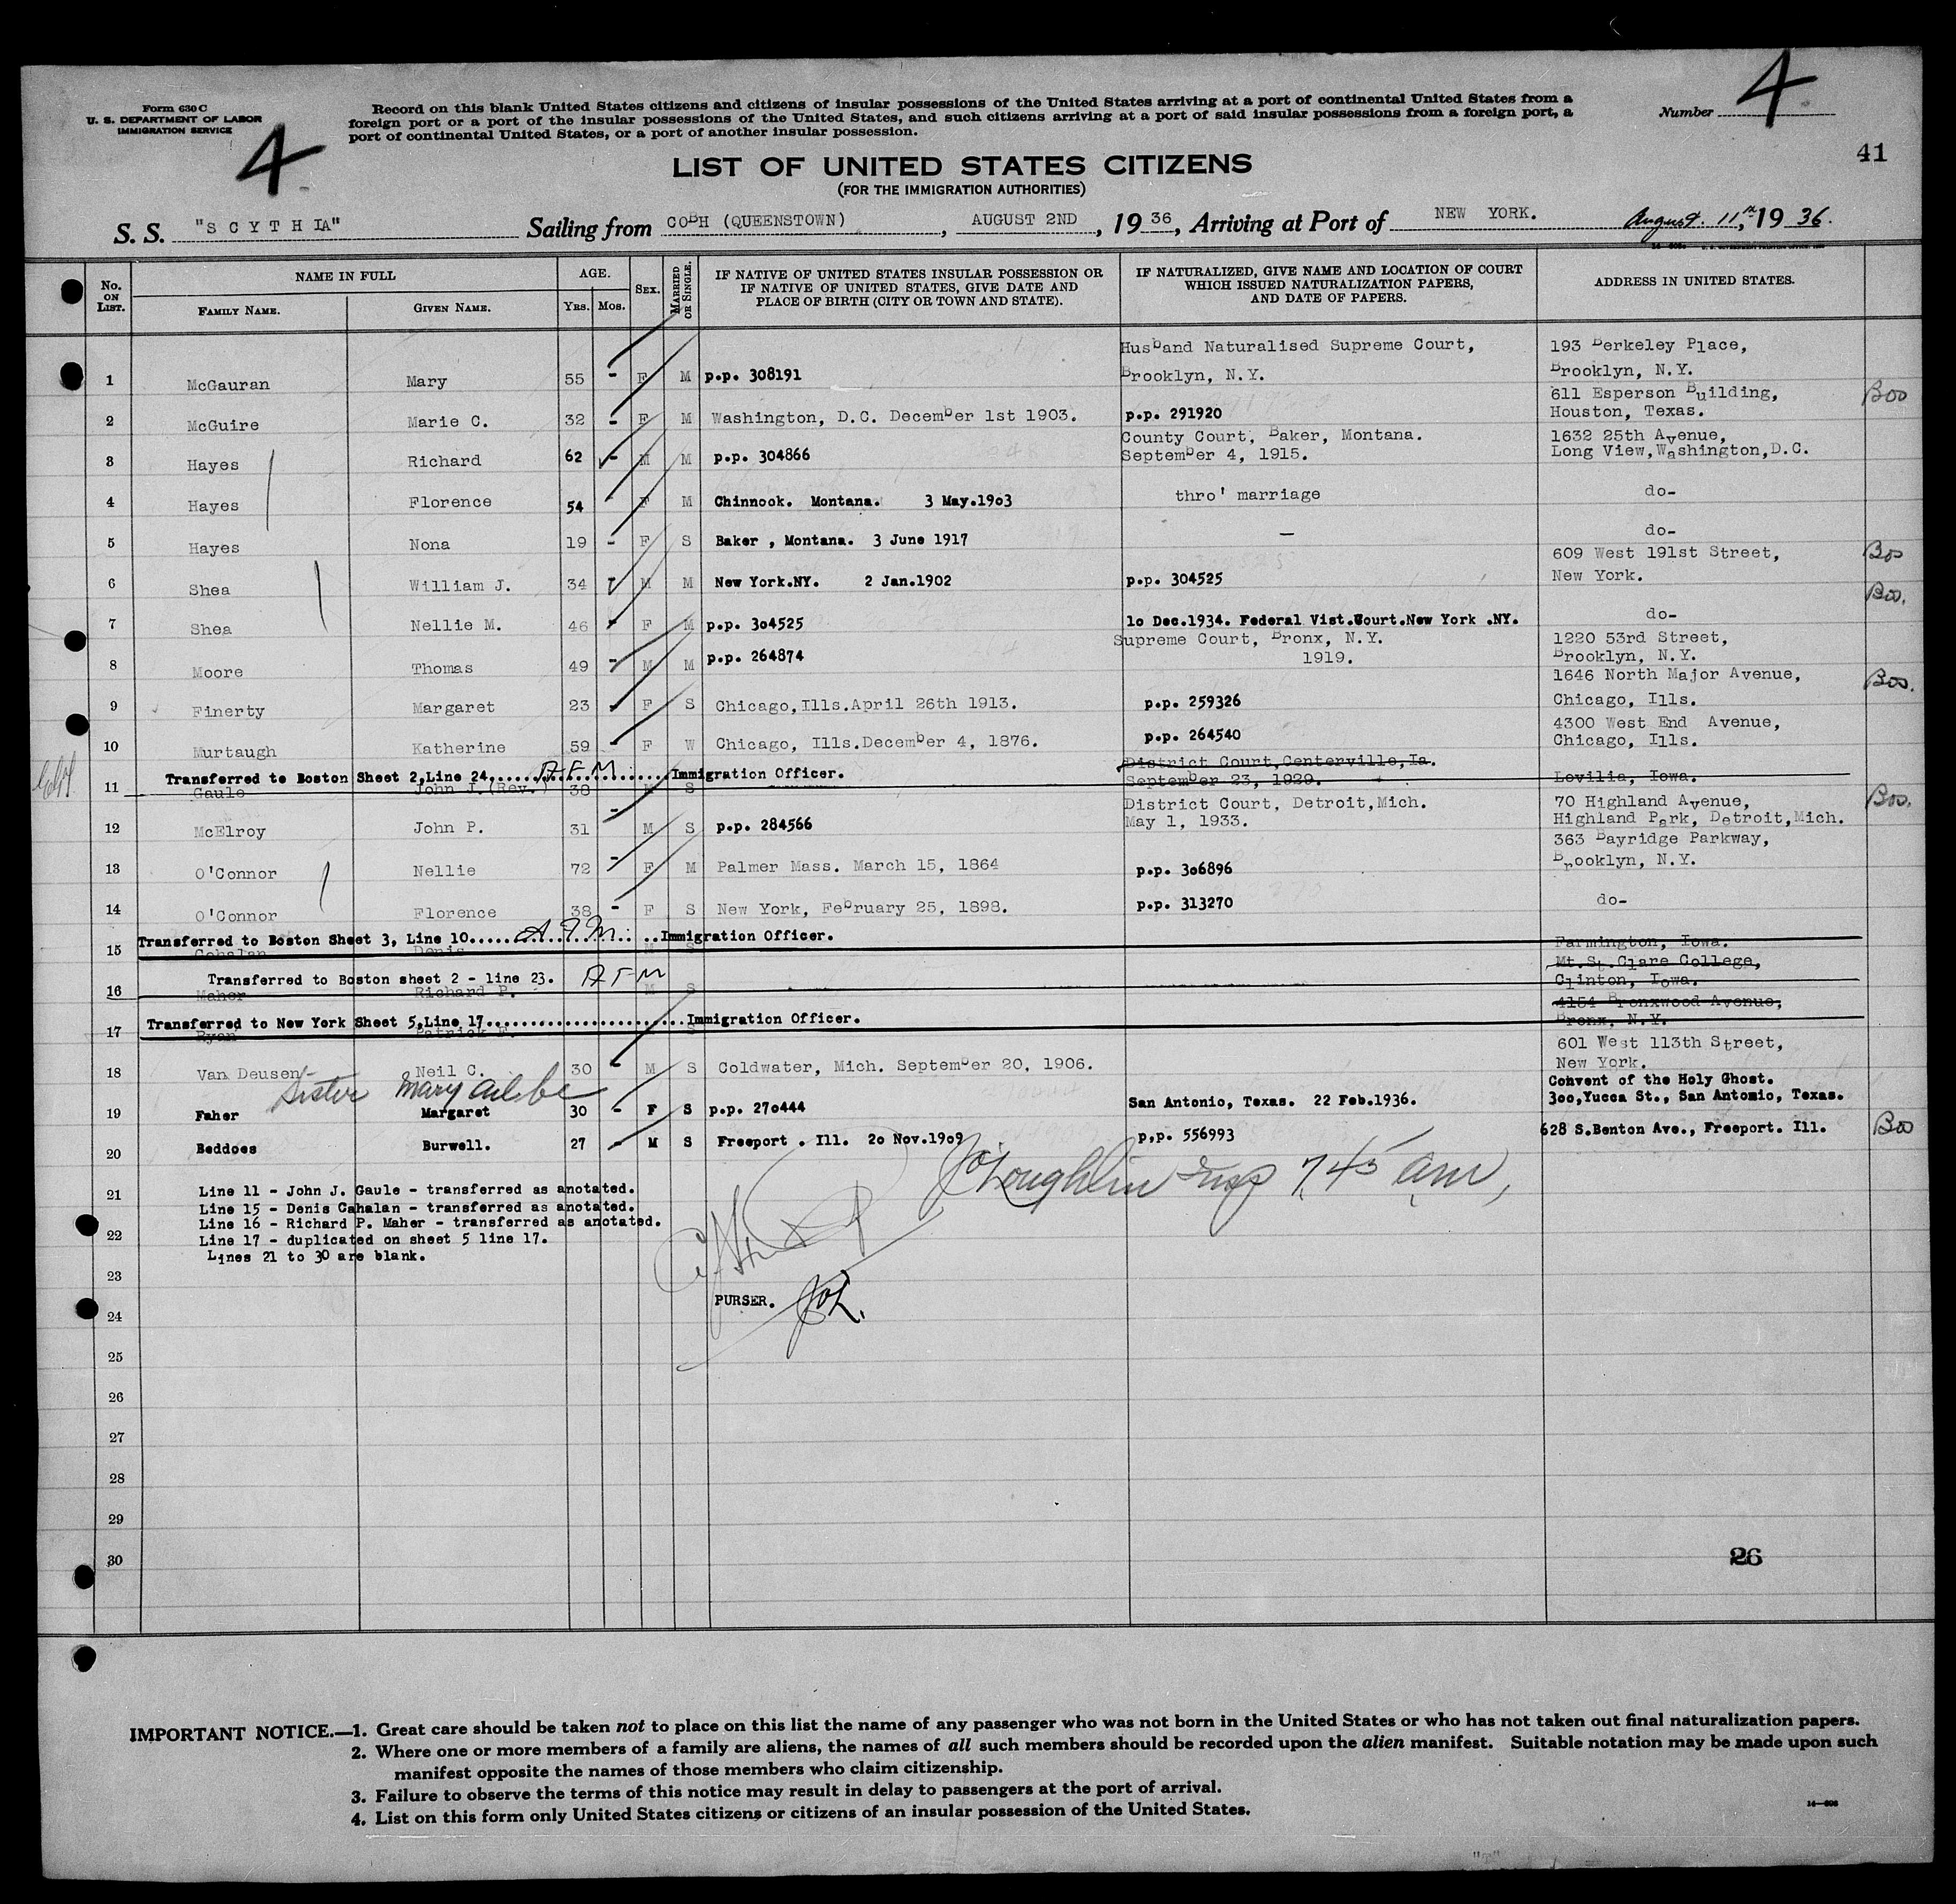 Form 630 C
U. S. DEPARTMENT OF LABOR
IMMIGRATION SERVICE
4
Record on this blank United States citizens and citizens of insular possessions of the United States arriving at a port of continental United States from a
foreign port or a port of the insular possessions of the United States, and such citizens arriving at a port of said insular possessions from a foreign port, a
port of continental United States, or a port of another insular possession.
Number 4
41
LIST OF UNITED STATES CITIZENS
(FOR THE IMMIGRATION AUTHORITIES)
S. S. "S C Y T H IA" Sailing from COBH (QUEENSTOWN), AUGUST 2ND, 19 36, Arriving at Port of NEW YORK. August. 11th, 19 36.
No. ON LIST. NAME IN FULL FAMILY NAME. GIVEN NAME. AGE. YRS. MOS. SEX. MARRIED OR SINGLE. IF NATIVE OF UNITED STATES INSULAR POSSESSION OR IF NATIVE OF UNITED STATES, GIVE DATE AND PLACE OF BIRTH (CITY OR TOWN AND STATE). IF NATURALIZED, GIVE NAME AND LOCATION OF COURT WHICH ISSUED NATURALIZATION PAPERS, AND DATE OF PAPERS. ADDRESS IN UNITED STATES.
1 McGauran Mary 55 - F M p.p. 308191 Husband Naturalised Supreme Court, Brooklyn, N.Y. 193 Berkeley Place, Brooklyn, N.Y.
2 McGuire Marie C. 32 - F M Washington, D.C. December 1st 1903. p.p. 291920 611 Esperson Building, Houston, Texas. Boo
3 Hayes Richard 62 - M M p.p. 304866 County Court, Baker, Montana. September 4, 1915. 1632 25th Avenue, Long View, Washington, D.C.
4 Hayes Florence 54 - F M Chinnook. Montana. 3 May.1903 thro' marriage do-
5 Hayes Nona 19 - F S Baker , Montana. 3 June 1917 — do-
6 Shea William J. 34 - M M New York.NY. 2 Jan.1902 p.p. 304525 609 West 191st Street, New York. Boo
7 Shea Nellie M. 46 - F M p.p. 304525 10 Dec.1934. Federal Vist.Court.New York .NY. do- Boo.
8 Moore Thomas 49 - M M p.p. 264874 Supreme Court, Bronx, N.Y. 1919. 1220 53rd Street, Brooklyn, N.Y.
9 Finerty Margaret 23 - F S Chicago,Ills.April 26th 1913. p.p. 259326 1646 North Major Avenue, Chicago, Ills. Boo.
10 Murtaugh Katherine 59 - F W Chicago, Ills.December 4, 1876. p.p. 264540 4300 West End Avenue, Chicago, Ills.
Transferred to Boston Sheet 2,Line 24. A F M Immigration Officer.
11 Gaule John J.(Rev.) 38 S District Court,Centerville,Ia. September 23, 1929. Lovilia, Iowa.
12 McElroy John P. 31 - M S p.p. 284566 District Court, Detroit,Mich. May 1, 1933. 70 Highland Avenue, Highland Park, Detroit,Mich. Boo.
13 O'Connor Nellie 72 - F M Palmer Mass. March 15, 1864 p.p. 306896 363 Bayridge Parkway, Brooklyn, N.Y.
14 O'Connor Florence 38 - F S New York, February 25, 1898. p.p. 313270 do-
Transferred to Boston Sheet 3, Line 10. A F M Immigration Officer.
15 Cohalan Denis M S Farmington, Iowa.
Transferred to Boston sheet 2 - line 23. A F M
16 Maher Richard P. M S Mt.St.Clare College, Clinton, Iowa.
Transferred to New York Sheet 5,Line 17. Immigration Officer.
17 Ryan Patrick F. S 4154 Bronxwood Avenue, Bronx, N.Y.
18 Van Deusen Neil C. 30 - M S Coldwater, Mich. September 20, 1906. 601 West 113th Street, New York.
Sister Mary Ailbe
19 Faher Margaret 30 - F S p.p. 270444 San Antonio, Texas. 22 Feb.1936. Convent of the Holy Ghost. 300,Yucca St., San Antonio, Texas.
20 Beddoes Burwell. 27 - M S Freeport . Ill. 20 Nov.1909 p.p. 556993 628 S.Benton Ave., Freeport. Ill. Boo
J O'Loughlin Insp 7.45 am,
21 Line 11 - John J. Gaule - transferred as anotated.
Line 15 - Denis Cahalan - transferred as anotated.
22 Line 16 - Richard P. Maher - transferred as anotated.
Line 17 - duplicated on sheet 5 line 17.
Lines 21 to 30 are blank.
23
24 PURSER. JOL.
25
26
27
28
29
30
26
IMPORTANT NOTICE.—1. Great care should be taken not to place on this list the name of any passenger who was not born in the United States or who has not taken out final naturalization papers.
2. Where one or more members of a family are aliens, the names of all such members should be recorded upon the alien manifest. Suitable notation may be made upon such
manifest opposite the names of those members who claim citizenship.
3. Failure to observe the terms of this notice may result in delay to passengers at the port of arrival.
4. List on this form only United States citizens or citizens of an insular possession of the United States.